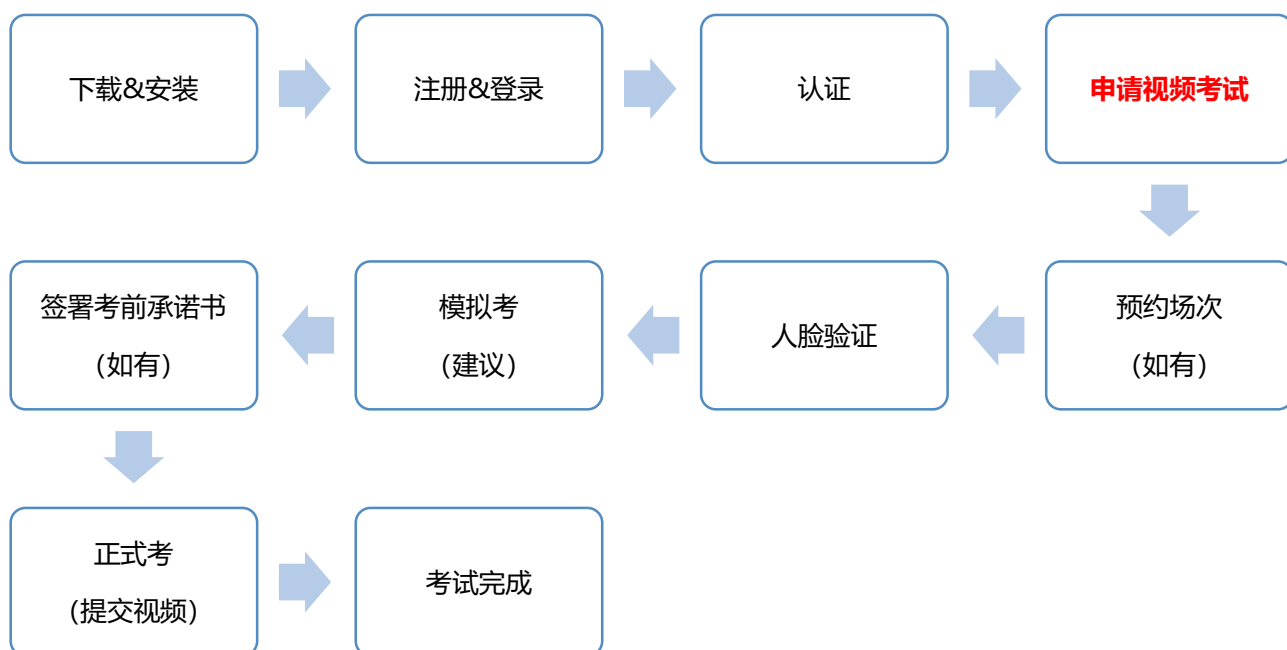 下载&安装
注册&登录
认证
申请视频考试
预约场次
（如有）
人脸验证
模拟考
（建议）
签署考前承诺书
（如有）
正式考
（提交视频）
考试完成